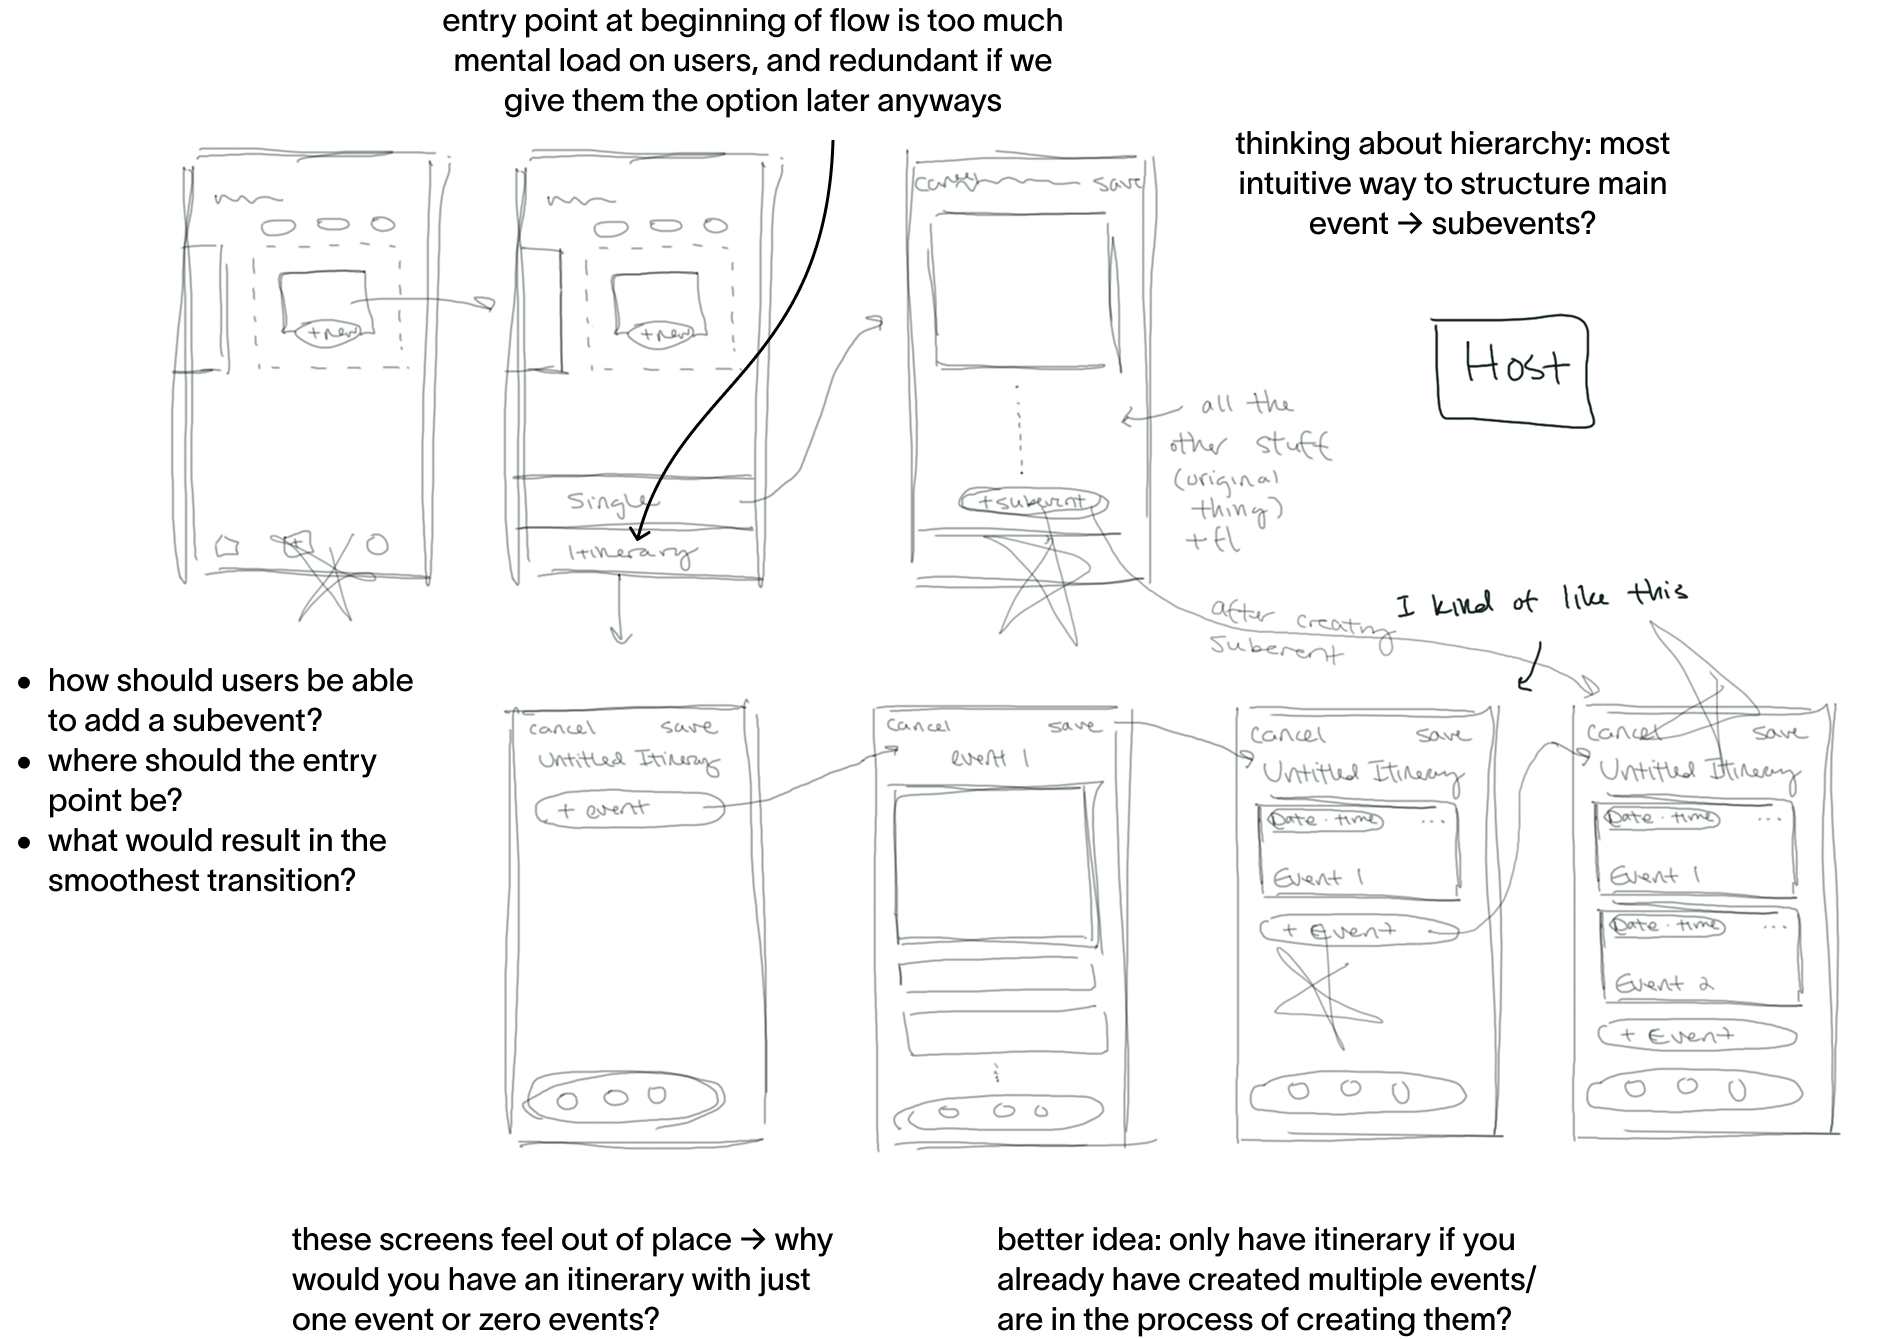 entry point at beginning of flow is too much
mental load on users, and redundant if we
give them the option later anyways
thinking about hierarchy: most
intuitive way to structure main
event → subevents?
Host
+new
+new
Single
Itinerary
save
+subevent
all the
other stuff
(original
thing)
after creating
subevent
I kind of like this
• how should users be able
to add a subevent?
• where should the entry
point be?
• what would result in the
smoothest transition?
cancel save
Untitled Itinerary
+ event
cancel save
event 1
cancel save
Untitled Itinerary
Date · time ...
Event 1
+ Event
cancel save
Untitled Itinerary
Date · time ...
Event 1
Date · time ...
Event 2
+ Event
these screens feel out of place → why
would you have an itinerary with just
one event or zero events?
better idea: only have itinerary if you
already have created multiple events/
are in the process of creating them?